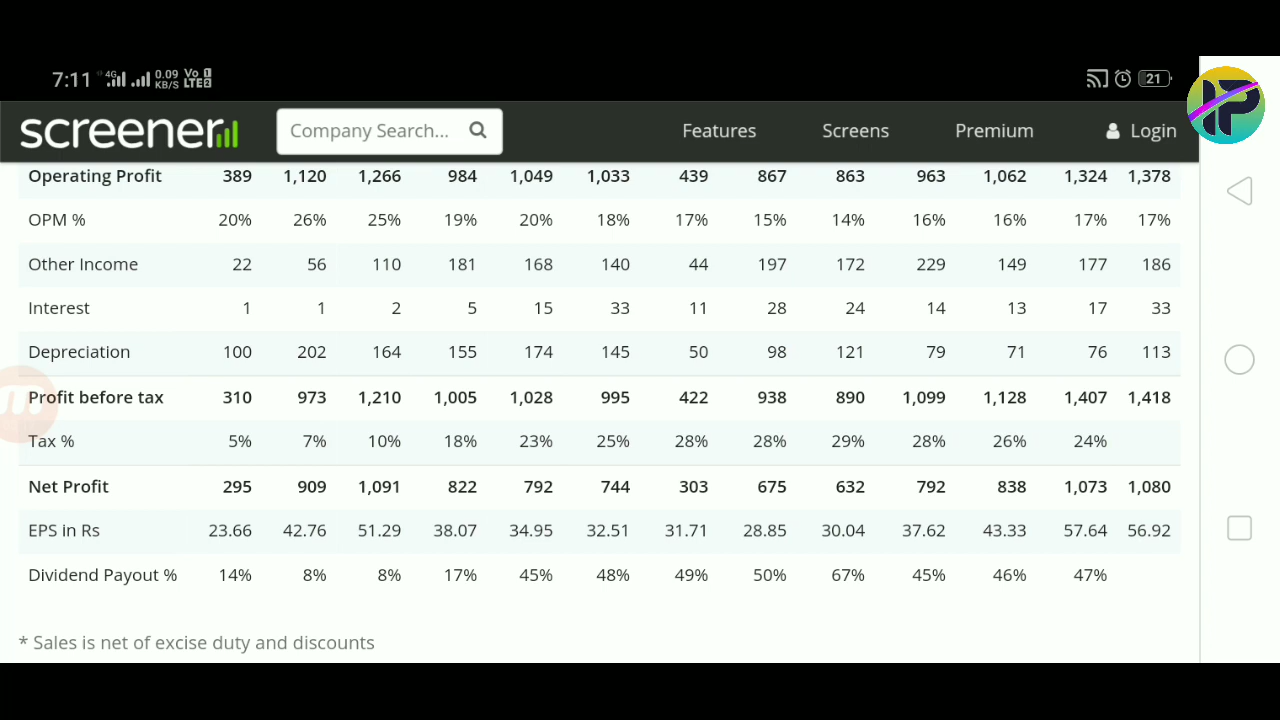 7:11 4G 0.09 KB/S Vo LTE 1 2 21
screener Company Search... Features Screens Premium Login
IP
Operating Profit 389 1,120 1,266 984 1,049 1,033 439 867 863 963 1,062 1,324 1,378
OPM % 20% 26% 25% 19% 20% 18% 17% 15% 14% 16% 16% 17% 17%
Other Income 22 56 110 181 168 140 44 197 172 229 149 177 186
Interest 1 1 2 5 15 33 11 28 24 14 13 17 33
Depreciation 100 202 164 155 174 145 50 98 121 79 71 76 113
Profit before tax 310 973 1,210 1,005 1,028 995 422 938 890 1,099 1,128 1,407 1,418
Tax % 5% 7% 10% 18% 23% 25% 28% 28% 29% 28% 26% 24%
Net Profit 295 909 1,091 822 792 744 303 675 632 792 838 1,073 1,080
EPS in Rs 23.66 42.76 51.29 38.07 34.95 32.51 31.71 28.85 30.04 37.62 43.33 57.64 56.92
Dividend Payout % 14% 8% 8% 17% 45% 48% 49% 50% 67% 45% 46% 47%
* Sales is net of excise duty and discounts